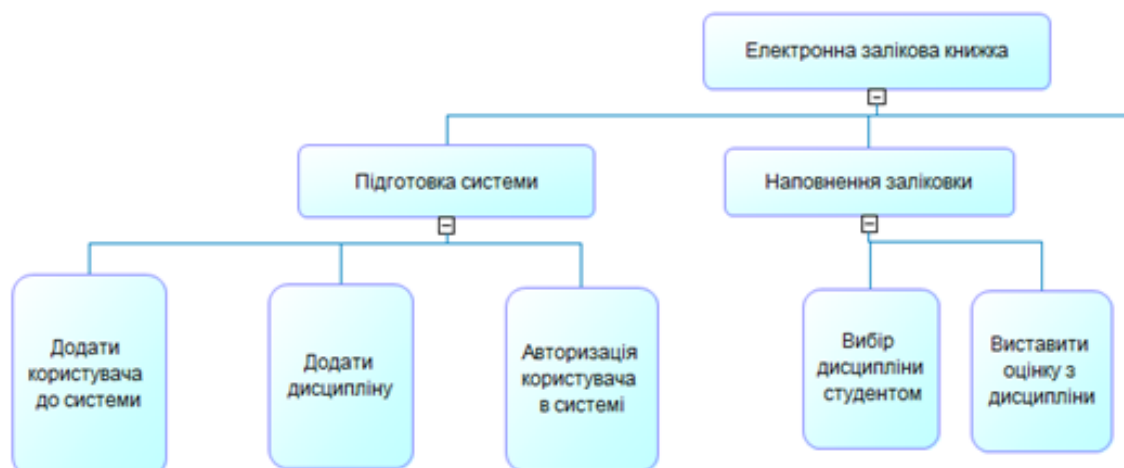 Електронна залікова книжка
Підготовка системи
Наповнення заліковки
Додати
користувача
до системи
Додати
дисципліну
Авторизація
користувача
в системі
Вибір
дисципліни
студентом
Виставити
оцінку з
дисципліни